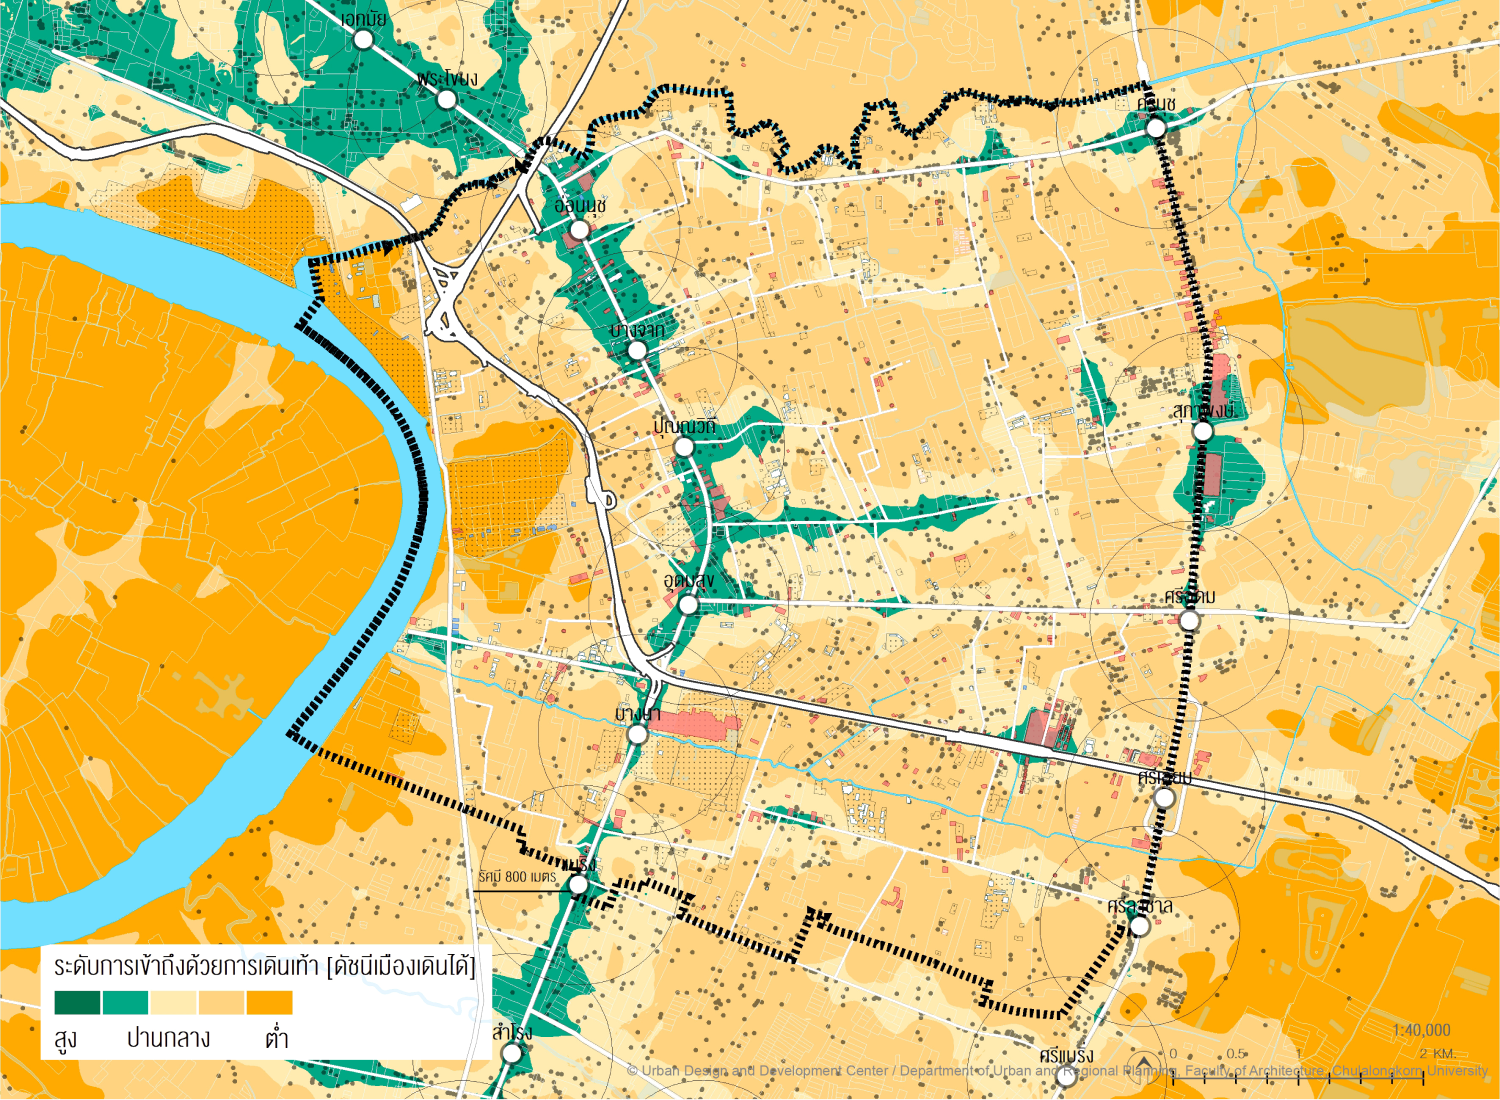 เอกมัย
พระโขนง
ศรีนุช
อ่อนนุช
บางจาก
ปุณณวิถี
สุภาพงษ์
อุดมสุข
ศรีอุดม
บางนา
ศรีเอี่ยม
แบริ่ง
รัศมี 800 เมตร
ศรีลาซาล
ระดับการเข้าถึงด้วยการเดินเท้า [ดัชนีเมืองเดินได้]
สูง ปานกลาง ต่ำ
สำโรง
ศรีแบริ่ง
1:40,000
0 0.5 1 2 KM.
© Urban Design and Development Center / Department of Urban and Regional Planning, Faculty of Architecture, Chulalongkorn University